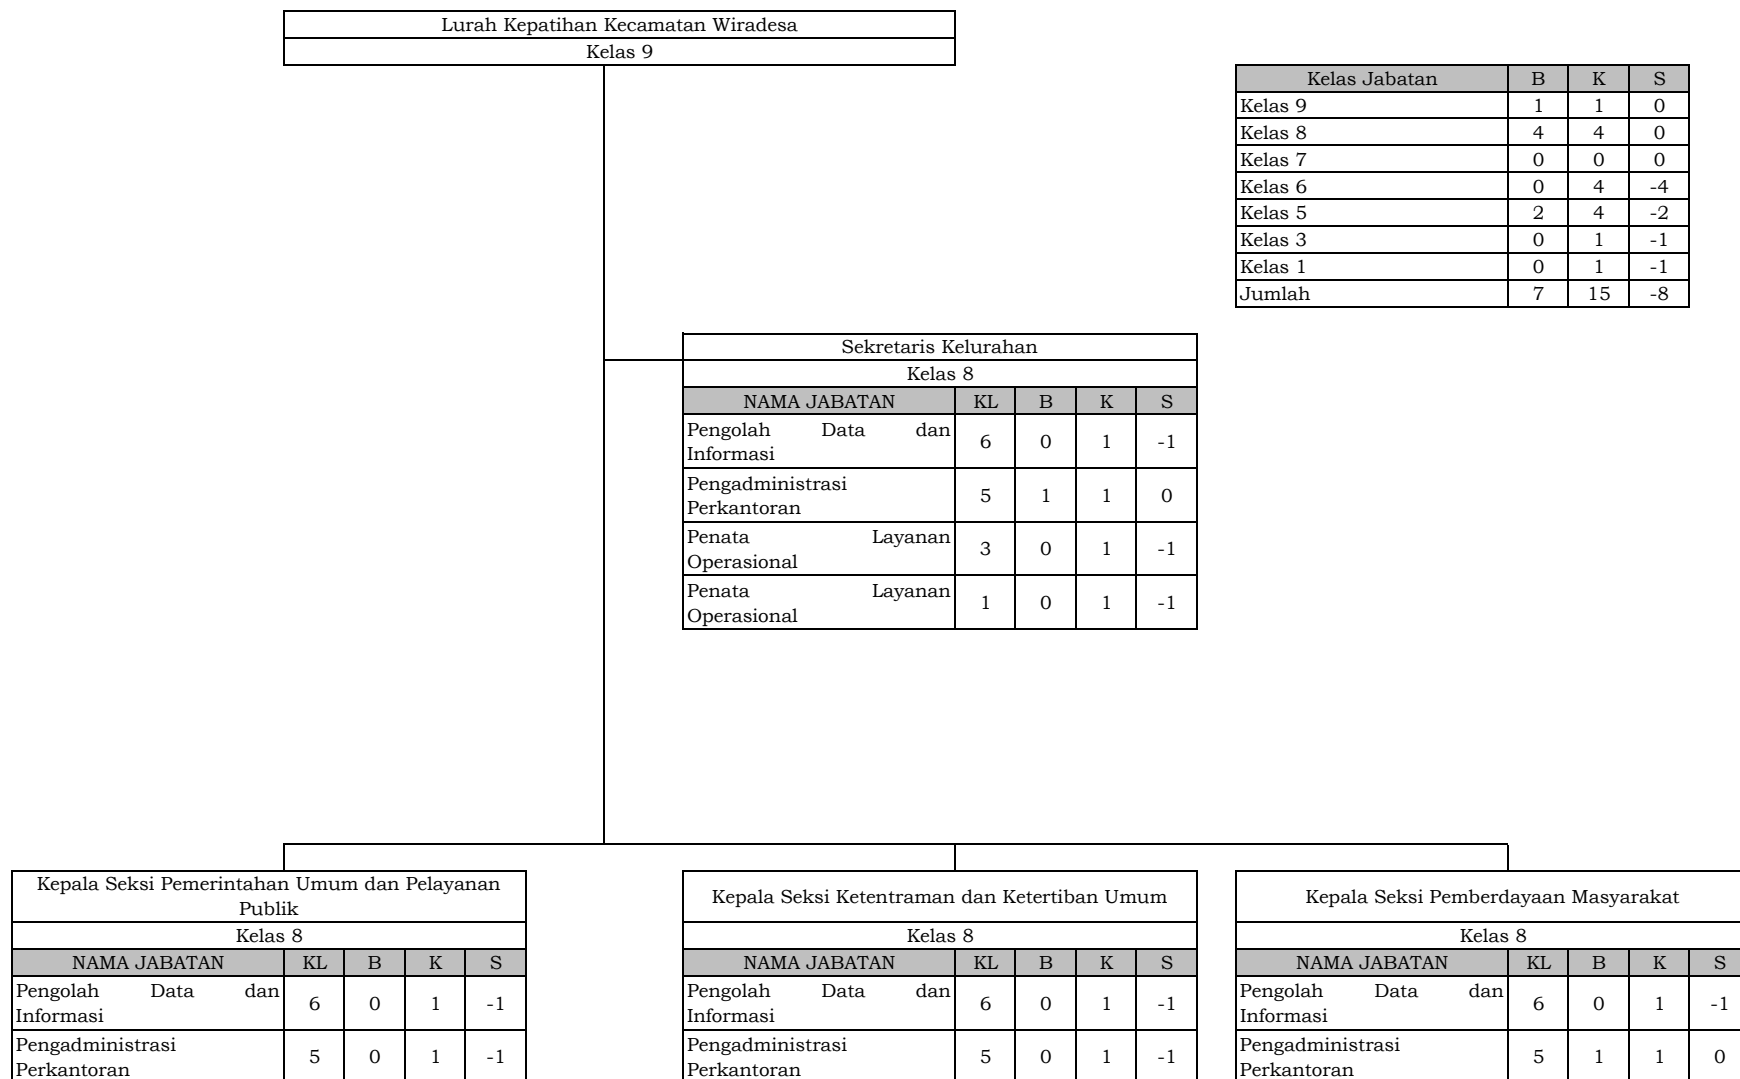 Lurah Kepatihan Kecamatan Wiradesa
Kelas 9
Kelas Jabatan B K S
Kelas 9 1 1 0
Kelas 8 4 4 0
Kelas 7 0 0 0
Kelas 6 0 4 -4
Kelas 5 2 4 -2
Kelas 3 0 1 -1
Kelas 1 0 1 -1
Jumlah 7 15 -8
Sekretaris Kelurahan
Kelas 8
NAMA JABATAN KL B K S
Pengolah Data dan
Informasi 6 0 1 -1
Pengadministrasi
Perkantoran 5 1 1 0
Penata Layanan
Operasional 3 0 1 -1
Penata Layanan
Operasional 1 0 1 -1
Kepala Seksi Pemerintahan Umum dan Pelayanan
Publik
Kelas 8
NAMA JABATAN KL B K S
Pengolah Data dan
Informasi 6 0 1 -1
Pengadministrasi
Perkantoran 5 0 1 -1
Kepala Seksi Ketentraman dan Ketertiban Umum
Kelas 8
NAMA JABATAN KL B K S
Pengolah Data dan
Informasi 6 0 1 -1
Pengadministrasi
Perkantoran 5 0 1 -1
Kepala Seksi Pemberdayaan Masyarakat
Kelas 8
NAMA JABATAN KL B K S
Pengolah Data dan
Informasi 6 0 1 -1
Pengadministrasi
Perkantoran 5 1 1 0